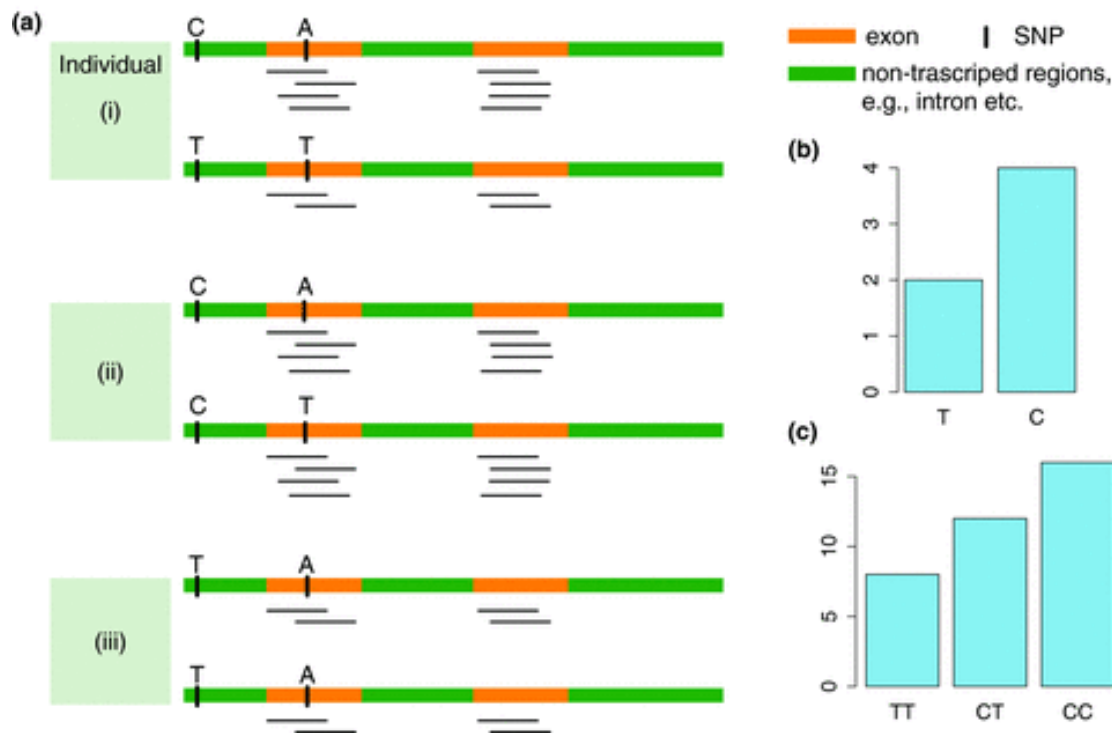 (a)
C A
Individual
(i)
T T
C A
(ii)
C T
T A
(iii)
T A
exon SNP
non-trascriped regions,
e.g., intron etc.
(b)
4
3
2
1
0
T C
(c)
15
10
5
0
TT CT CC